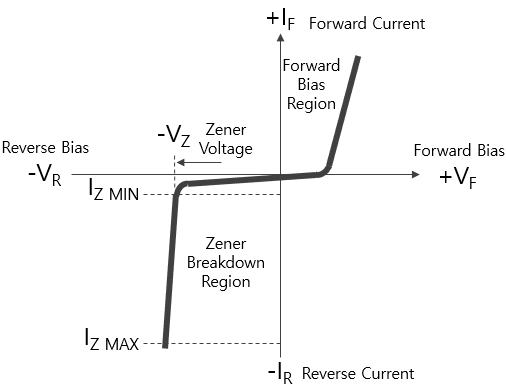 +IF Forward Current
Forward
Bias
Region
-VZ
Zener
Voltage
Reverse Bias
-VR
Forward Bias
+VF
IZ MIN
Zener
Breakdown
Region
IZ MAX
-IR Reverse Current